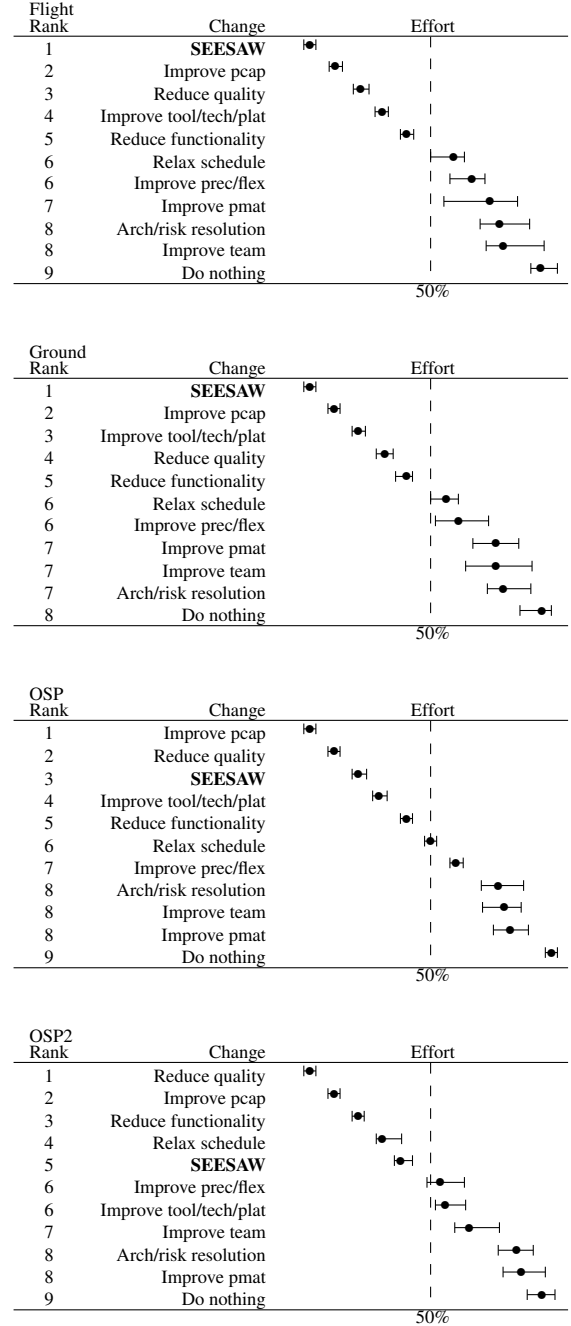 Flight
Rank Change Effort
1 SEESAW
2 Improve pcap
3 Reduce quality
4 Improve tool/tech/plat
5 Reduce functionality
6 Relax schedule
6 Improve prec/flex
7 Improve pmat
8 Arch/risk resolution
8 Improve team
9 Do nothing
50%
Ground
Rank Change Effort
1 SEESAW
2 Improve pcap
3 Improve tool/tech/plat
4 Reduce quality
5 Reduce functionality
6 Relax schedule
6 Improve prec/flex
7 Improve pmat
7 Improve team
7 Arch/risk resolution
8 Do nothing
50%
OSP
Rank Change Effort
1 Improve pcap
2 Reduce quality
3 SEESAW
4 Improve tool/tech/plat
5 Reduce functionality
6 Relax schedule
7 Improve prec/flex
8 Arch/risk resolution
8 Improve team
8 Improve pmat
9 Do nothing
50%
OSP2
Rank Change Effort
1 Reduce quality
2 Improve pcap
3 Reduce functionality
4 Relax schedule
5 SEESAW
6 Improve prec/flex
6 Improve tool/tech/plat
7 Improve team
8 Arch/risk resolution
8 Improve pmat
9 Do nothing
50%